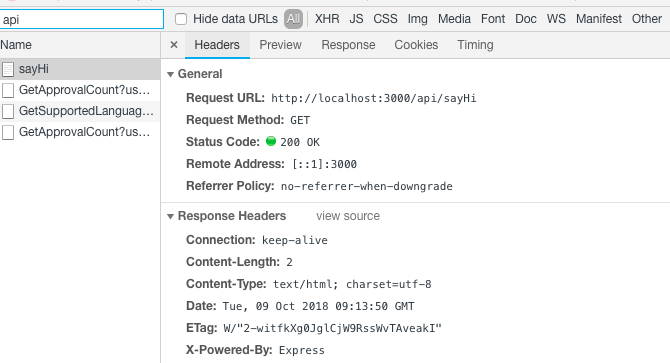 api
Hide data URLs All XHR JS CSS Img Media Font Doc WS Manifest Other
Name
× Headers Preview Response Cookies Timing
sayHi
GetApprovalCount?us…
GetSupportedLanguag…
GetApprovalCount?us…
▼ General
Request URL: http://localhost:3000/api/sayHi
Request Method: GET
Status Code: 200 OK
Remote Address: [::1]:3000
Referrer Policy: no-referrer-when-downgrade
▼ Response Headers view source
Connection: keep-alive
Content-Length: 2
Content-Type: text/html; charset=utf-8
Date: Tue, 09 Oct 2018 09:13:50 GMT
ETag: W/"2-witfkXg0JglCjW9RssWvTAveakI"
X-Powered-By: Express